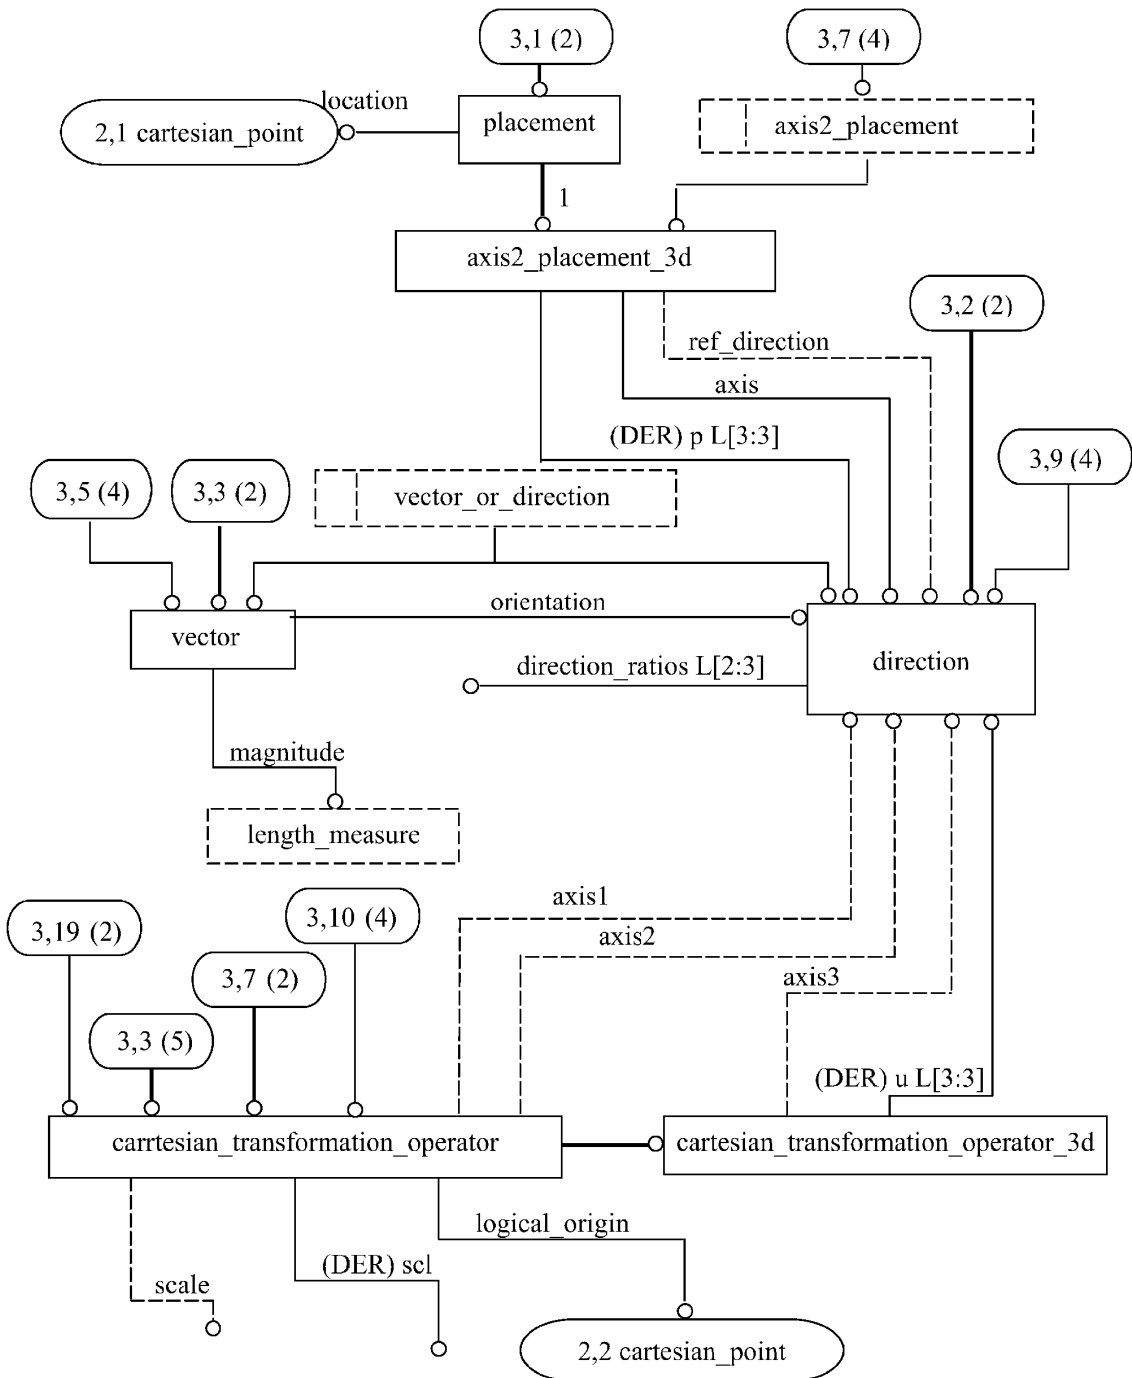 3,1 (2)
3,7 (4)
location
2,1 cartesian_point
placement
axis2_placement
1
axis2_placement_3d
3,2 (2)
ref_direction
axis
(DER) p L[3:3]
3,9 (4)
3,5 (4)
3,3 (2)
vector_or_direction
orientation
vector
direction
direction_ratios L[2:3]
magnitude
length_measure
axis1
3,19 (2)
3,10 (4)
axis2
3,7 (2)
axis3
3,3 (5)
(DER) u L[3:3]
carrtesian_transformation_operator
cartesian_transformation_operator_3d
logical_origin
(DER) scl
scale
2,2 cartesian_point